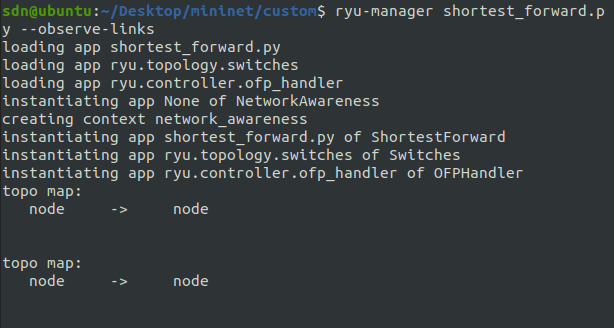 sdn@ubuntu:~/Desktop/mininet/custom$ ryu-manager shortest_forward.p
y --observe-links
loading app shortest_forward.py
loading app ryu.topology.switches
loading app ryu.controller.ofp_handler
instantiating app None of NetworkAwareness
creating context network_awareness
instantiating app shortest_forward.py of ShortestForward
instantiating app ryu.topology.switches of Switches
instantiating app ryu.controller.ofp_handler of OFPHandler
topo map:
   node     ->     node
topo map:
   node     ->     node